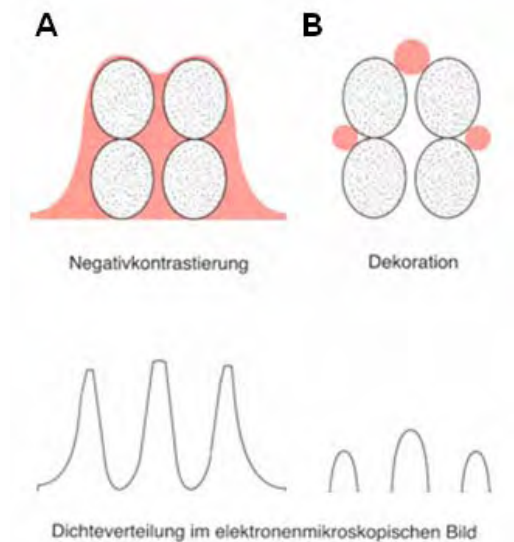 A B
Negativkontrastierung Dekoration
Dichteverteilung im elektronenmikroskopischen Bild